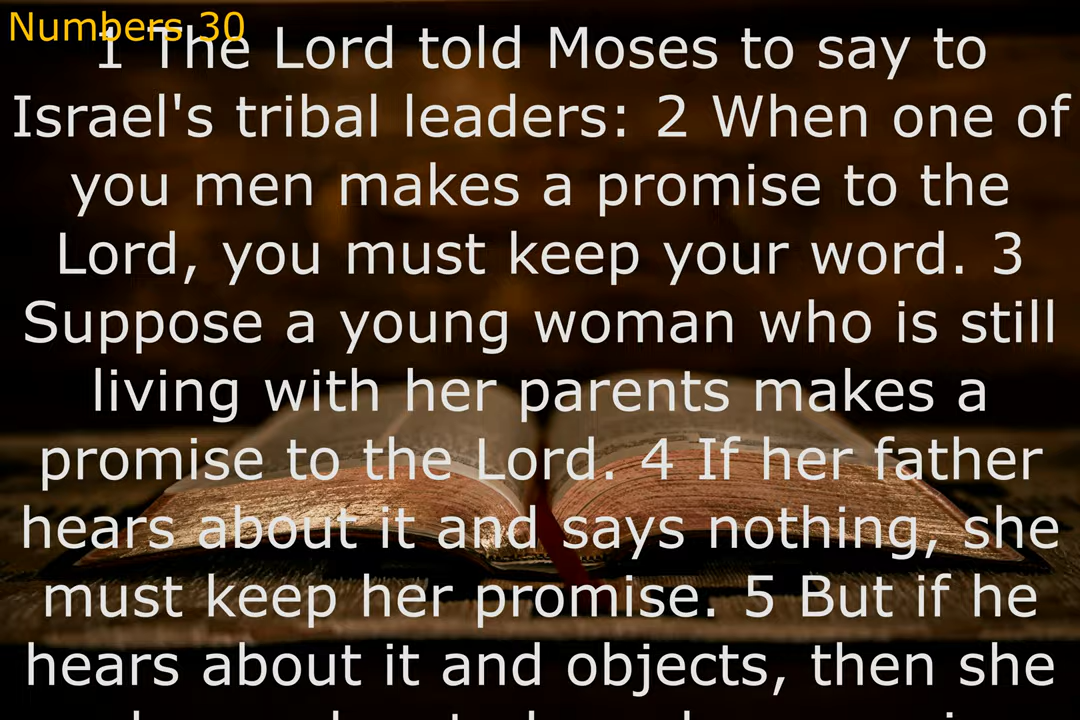 Numbers 30
1 The Lord told Moses to say to
Israel's tribal leaders: 2 When one of
you men makes a promise to the
Lord, you must keep your word. 3
Suppose a young woman who is still
living with her parents makes a
promise to the Lord. 4 If her father
hears about it and says nothing, she
must keep her promise. 5 But if he
hears about it and objects, then she